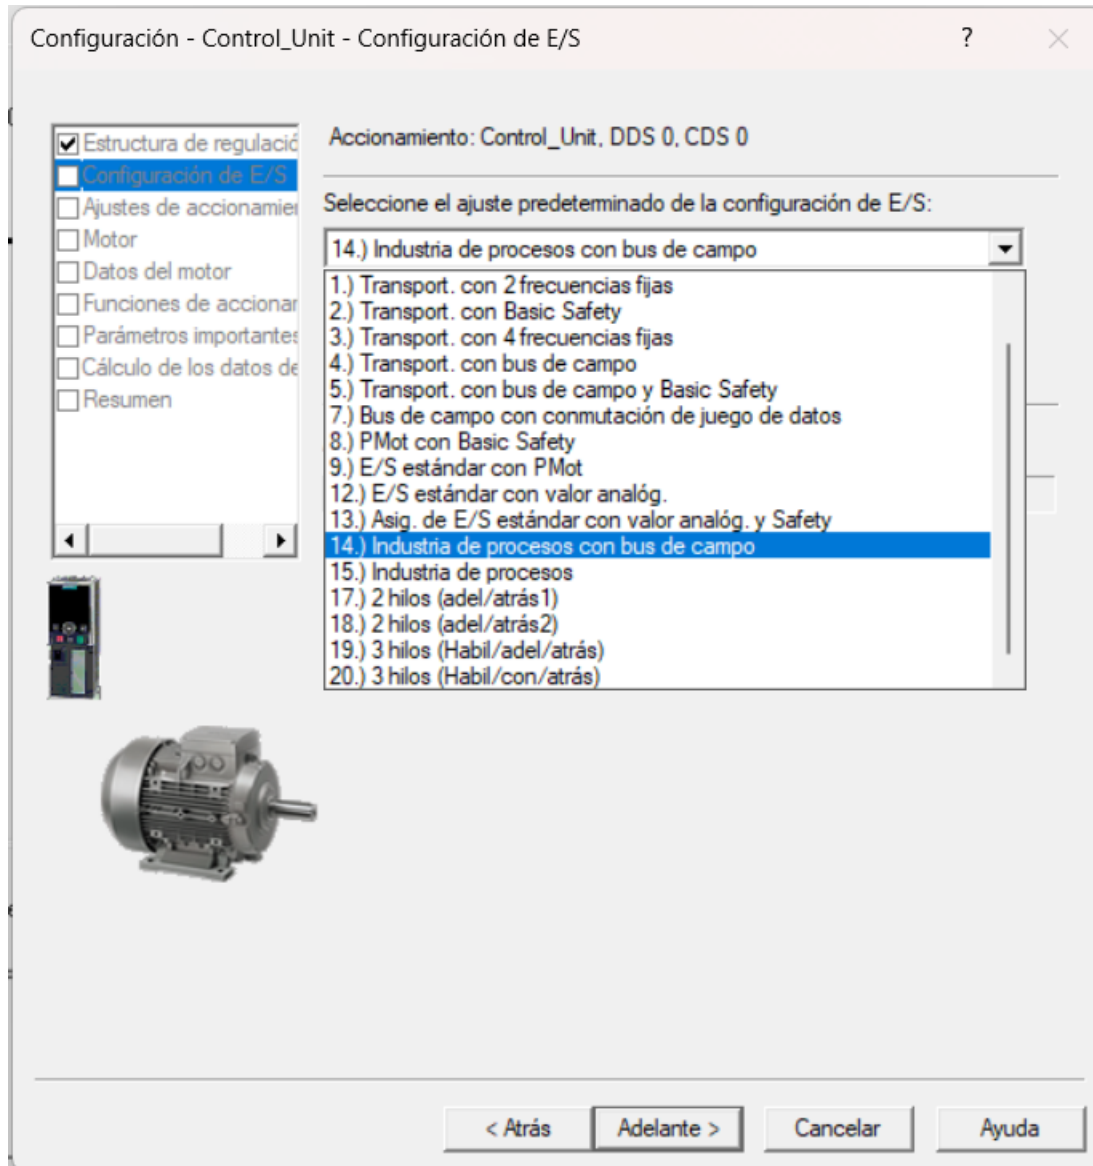 Configuración - Control_Unit - Configuración de E/S
?
Estructura de regulació
Configuración de E/S
Ajustes de accionamie
Motor
Datos del motor
Funciones de accionar
Parámetros importantes
Cálculo de los datos de
Resumen
Accionamiento: Control_Unit, DDS 0, CDS 0
Seleccione el ajuste predeterminado de la configuración de E/S:
14.) Industria de procesos con bus de campo
1.) Transport. con 2 frecuencias fijas
2.) Transport. con Basic Safety
3.) Transport. con 4 frecuencias fijas
4.) Transport. con bus de campo
5.) Transport. con bus de campo y Basic Safety
7.) Bus de campo con conmutación de juego de datos
8.) PMot con Basic Safety
9.) E/S estándar con PMot
12.) E/S estándar con valor analóg.
13.) Asig. de E/S estándar con valor analóg. y Safety
14.) Industria de procesos con bus de campo
15.) Industria de procesos
17.) 2 hilos (adel/atrás1)
18.) 2 hilos (adel/atrás2)
19.) 3 hilos (Habil/adel/atrás)
20.) 3 hilos (Habil/con/atrás)
< Atrás
Adelante >
Cancelar
Ayuda